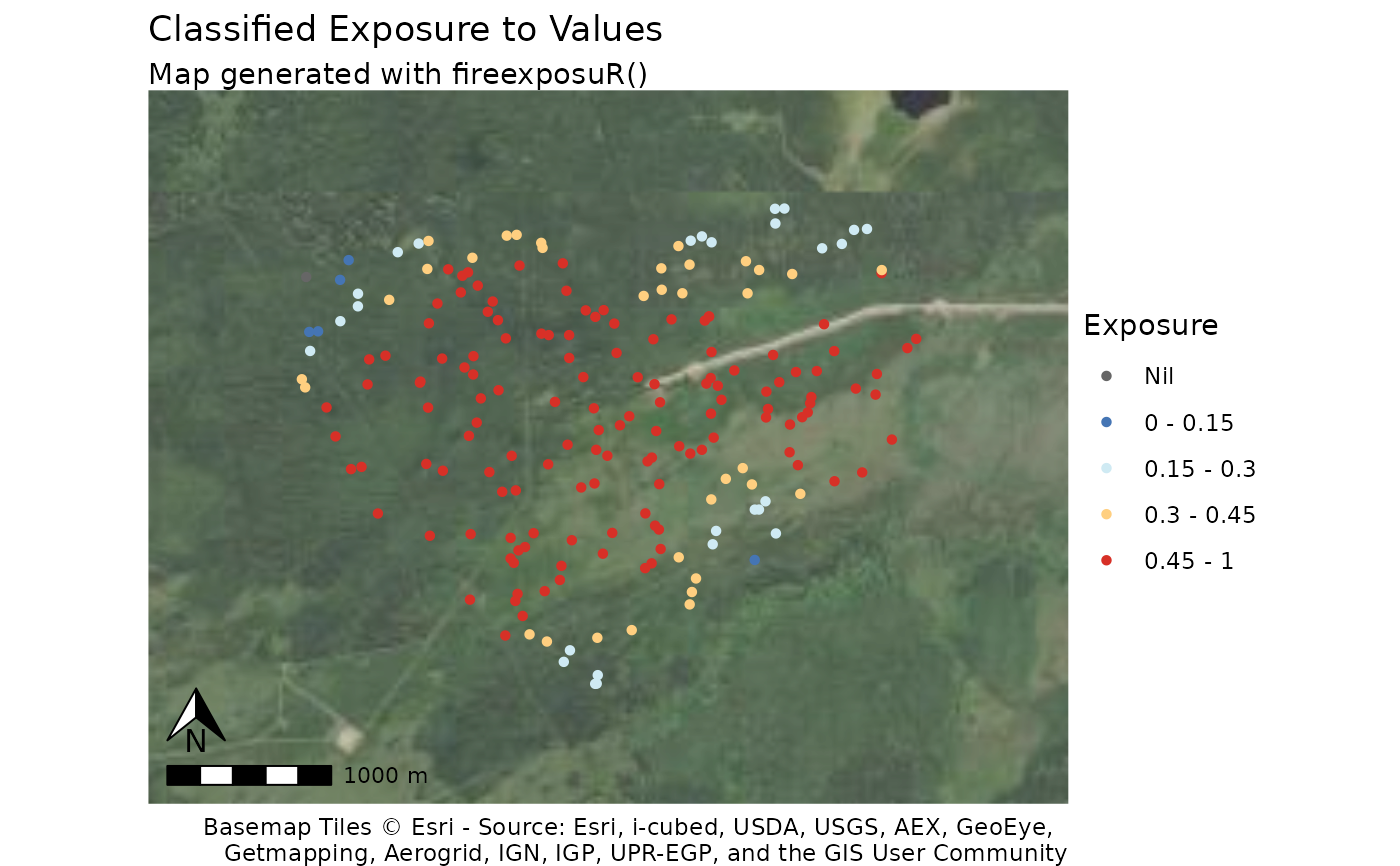 Classified Exposure to Values
Map generated with fireexposuR()
Exposure
Nil
0 - 0.15
0.15 - 0.3
0.3 - 0.45
0.45 - 1
N
1000 m
Basemap Tiles © Esri - Source: Esri, i-cubed, USDA, USGS, AEX, GeoEye,
Getmapping, Aerogrid, IGN, IGP, UPR-EGP, and the GIS User Community